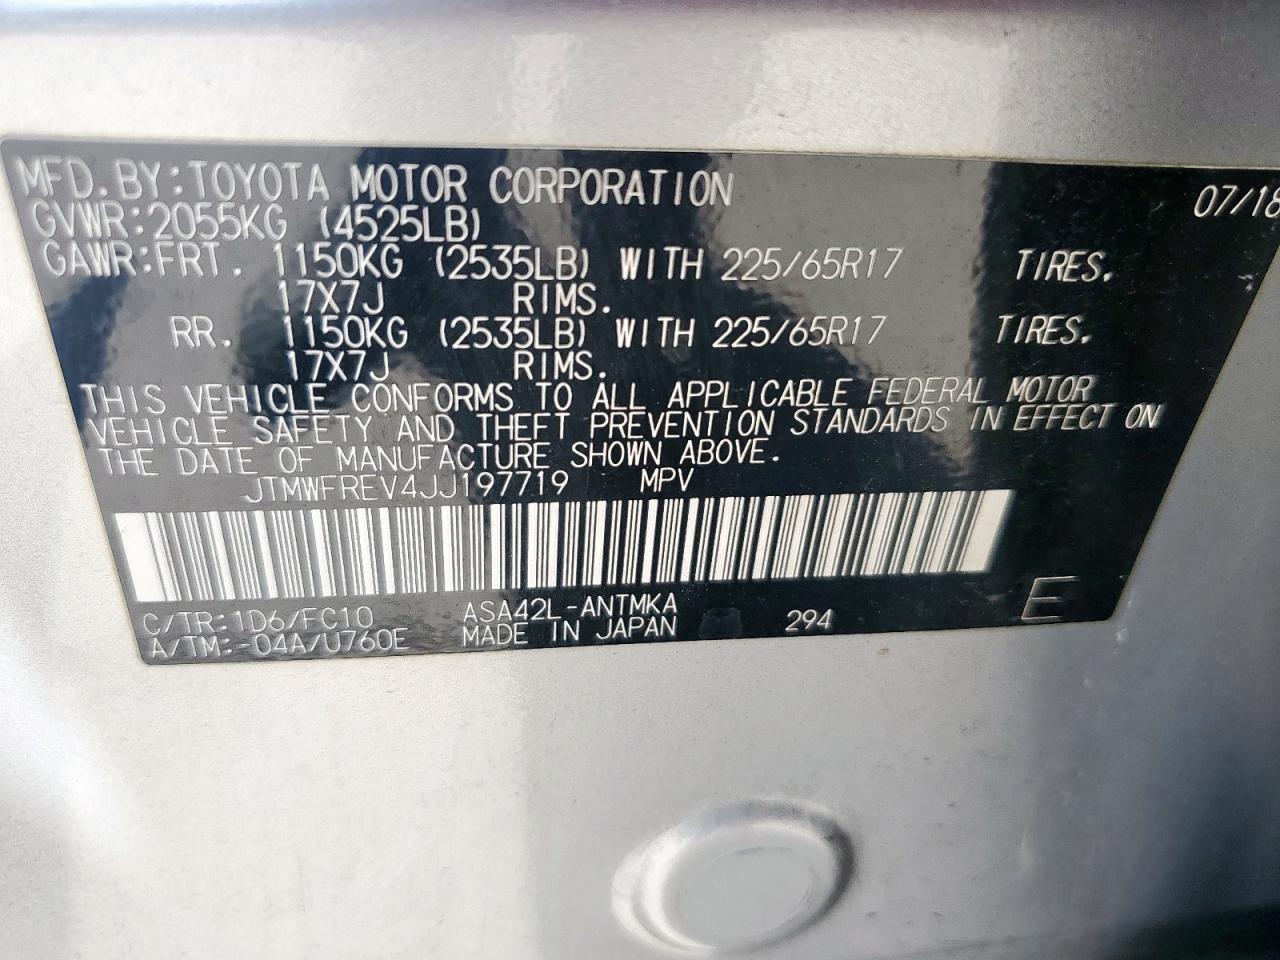 MFD. BY: TOYOTA MOTOR CORPORATION 07/18
GVWR: 2055KG (4525LB)
GAWR: FRT. 1150KG (2535LB) WITH 225/65R17 TIRES.
17X7J RIMS.
RR. 1150KG (2535LB) WITH 225/65R17 TIRES.
17X7J RIMS.
THIS VEHICLE CONFORMS TO ALL APPLICABLE FEDERAL MOTOR
VEHICLE SAFETY AND THEFT PREVENTION STANDARDS IN EFFECT ON
THE DATE OF MANUFACTURE SHOWN ABOVE.
JTMWFREV4JJ197719 MPV
C/TR: 1D6/FC10 ASA42L-ANTMKA
A/TM: -04A/U760E MADE IN JAPAN 294 E